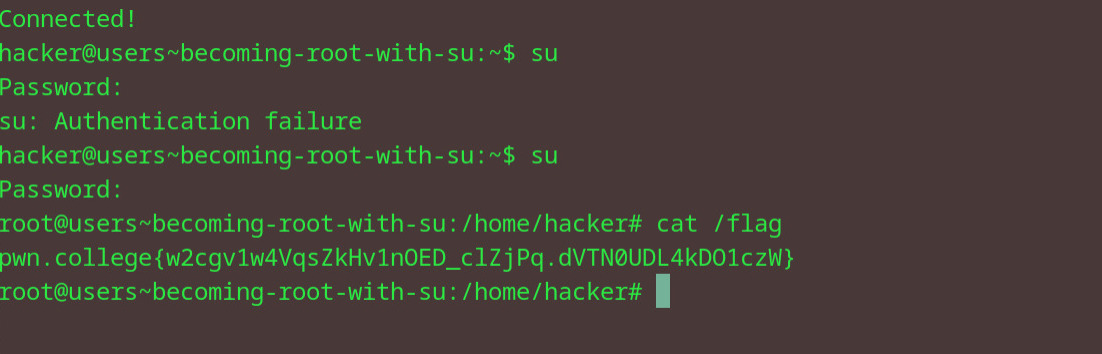 Connected!
hacker@users~becoming-root-with-su:~$ su
Password:
su: Authentication failure
hacker@users~becoming-root-with-su:~$ su
Password:
root@users~becoming-root-with-su:/home/hacker# cat /flag
pwn.college{w2cgv1w4VqsZkHv1nOED_clZjPq.dVTN0UDL4kDO1czW}
root@users~becoming-root-with-su:/home/hacker#